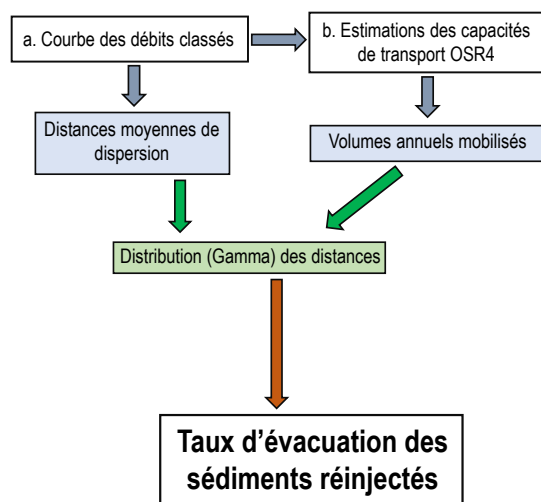 a. Courbe des débits classés
b. Estimations des capacités
de transport OSR4
Distances moyennes de
dispersion
Volumes annuels mobilisés
Distribution (Gamma) des distances
Taux d’évacuation des
sédiments réinjectés